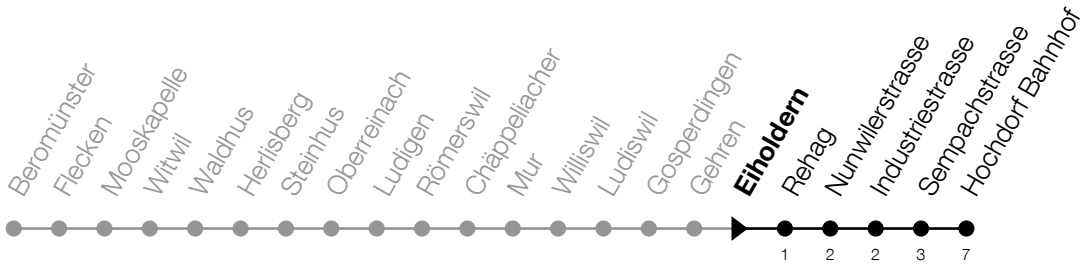 Beromünster
Flecken
Mooskapelle
Witwil
Waldhus
Herlisberg
Steinhus
Oberreinach
Ludigen
Römerswil
Chäppeliacher
Mur
Williswil
Ludiswil
Gosperdingen
Gehren
Eiholdern
Rehag
Nunwilerstrasse
Industriestrasse
Sempachstrasse
Hochdorf Bahnhof
1 2 2 3 7